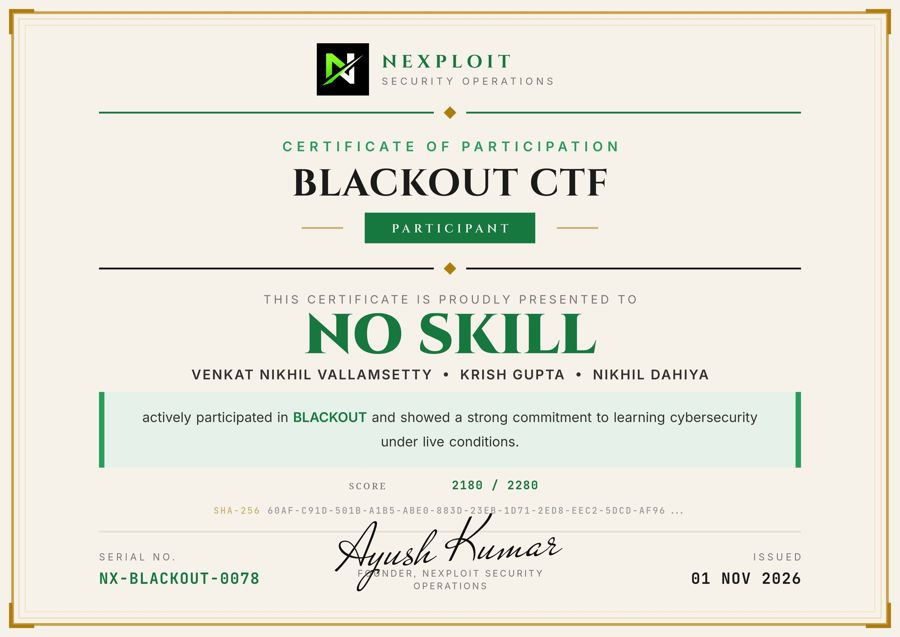 NEXPLOIT
SECURITY OPERATIONS
CERTIFICATE OF PARTICIPATION
BLACKOUT CTF
PARTICIPANT
THIS CERTIFICATE IS PROUDLY PRESENTED TO
NO SKILL
VENKAT NIKHIL VALLAMSETTY • KRISH GUPTA • NIKHIL DAHIYA
actively participated in BLACKOUT and showed a strong commitment to learning cybersecurity
under live conditions.
SCORE 2180 / 2280
SHA-256 60AF-C91D-501B-A1B5-ABE0-883D-23EB-1D71-2ED8-EEC2-5DCD-AF96 ...
Ayush Kumar
FOUNDER, NEXPLOIT SECURITY
OPERATIONS
SERIAL NO.
NX-BLACKOUT-0078
ISSUED
01 NOV 2026